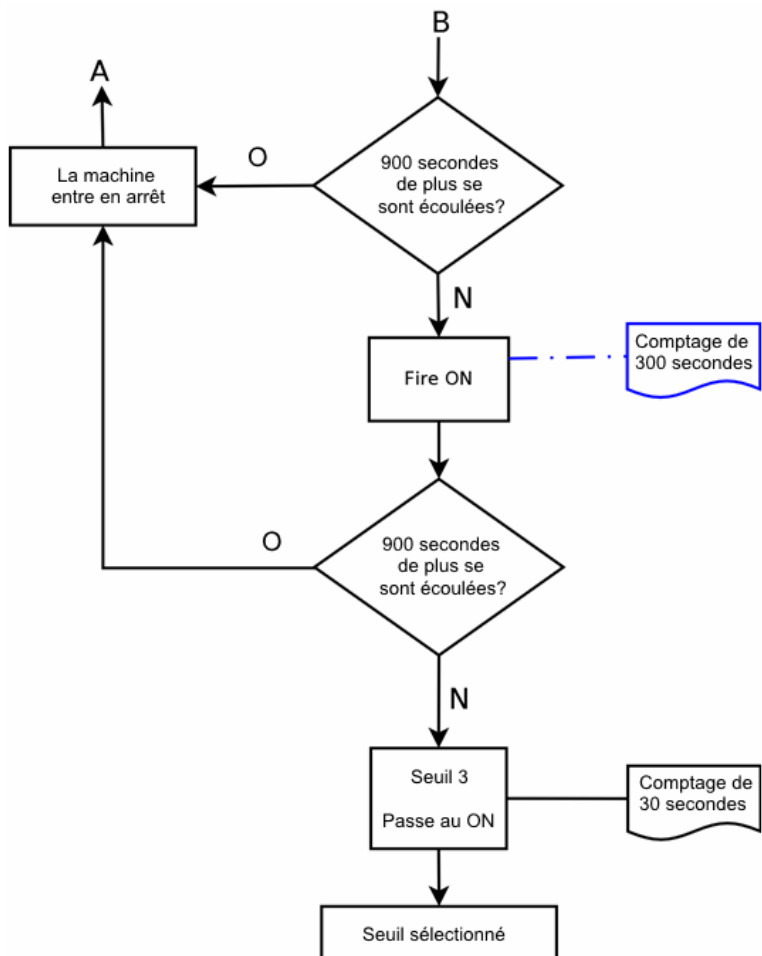 B
A
O
900 secondes
de plus se
sont écoulées?
La machine
entre en arrêt
N
Comptage de
300 secondes
Fire ON
O
900 secondes
de plus se
sont écoulées?
N
Seuil 3
Passe au ON
Comptage de
30 secondes
Seuil sélectionné